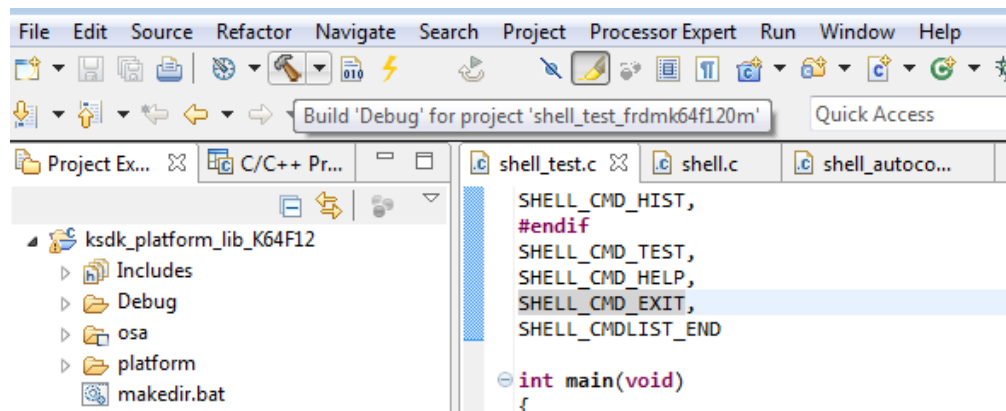 File Edit Source Refactor Navigate Search Project Processor Expert Run Window Help
010
Build 'Debug' for project 'shell_test_frdmk64f120m'
Quick Access
Project Ex... C/C++ Pr...
shell_test.c shell.c shell_autoco...
ksdk_platform_lib_K64F12
Includes
Debug
osa
platform
makedir.bat
SHELL_CMD_HIST,
#endif
SHELL_CMD_TEST,
SHELL_CMD_HELP,
SHELL_CMD_EXIT,
SHELL_CMDLIST_END
int main(void)
{